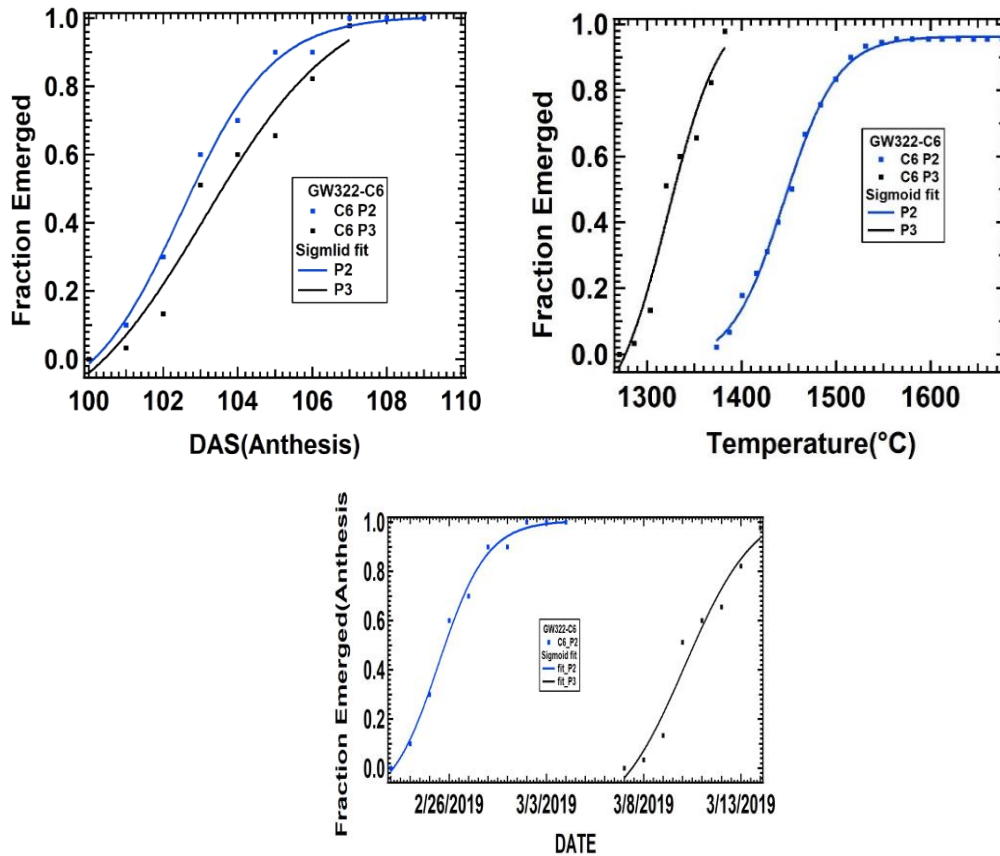 1.0
0.8
0.6
0.4
0.2
0.0
Fraction Emerged
GW322-C6
C6 P2
C6 P3
Sigmlid fit
P2
P3
100 102 104 106 108 110
DAS(Anthesis)
1.0
0.8
0.6
0.4
0.2
0.0
Fraction Emerged
GW322-C6
C6 P2
C6 P3
Sigmoid fit
P2
P3
1300 1400 1500 1600
Temperature(°C)
1.0
0.8
0.6
0.4
0.2
0.0
Fraction Emerged(Anthesis
GW322-C6
C6_P2
Sigmoid fit
fit_P2
fit_P3
2/26/2019 3/3/2019 3/8/2019 3/13/2019
DATE